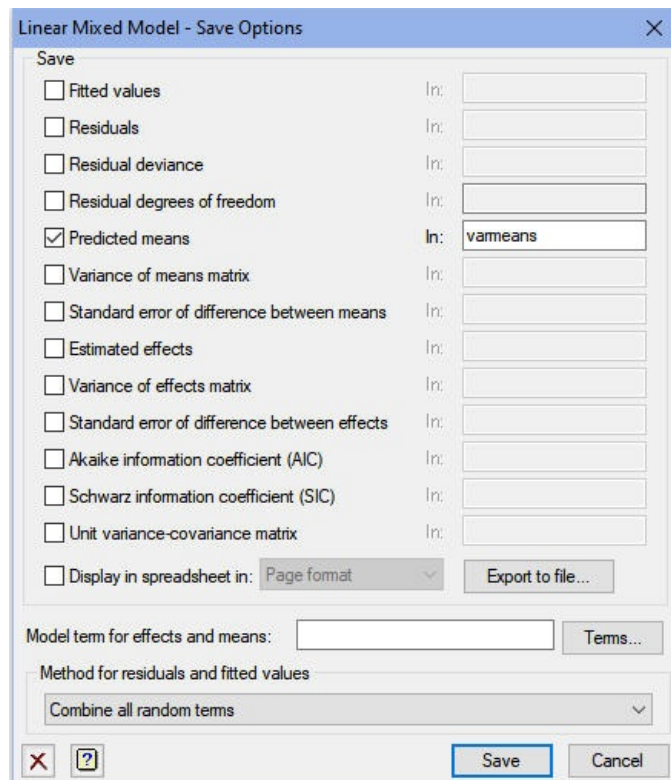 Linear Mixed Model - Save Options
Save
Fitted values In:
Residuals In:
Residual deviance In:
Residual degrees of freedom In:
Predicted means In: varmeans
Variance of means matrix In:
Standard error of difference between means In:
Estimated effects In:
Variance of effects matrix In:
Standard error of difference between effects In:
Akaike information coefficient (AIC) In:
Schwarz information coefficient (SIC) In:
Unit variance-covariance matrix In:
Display in spreadsheet in: Page format Export to file...
Model term for effects and means: Terms...
Method for residuals and fitted values
Combine all random terms
? Save Cancel